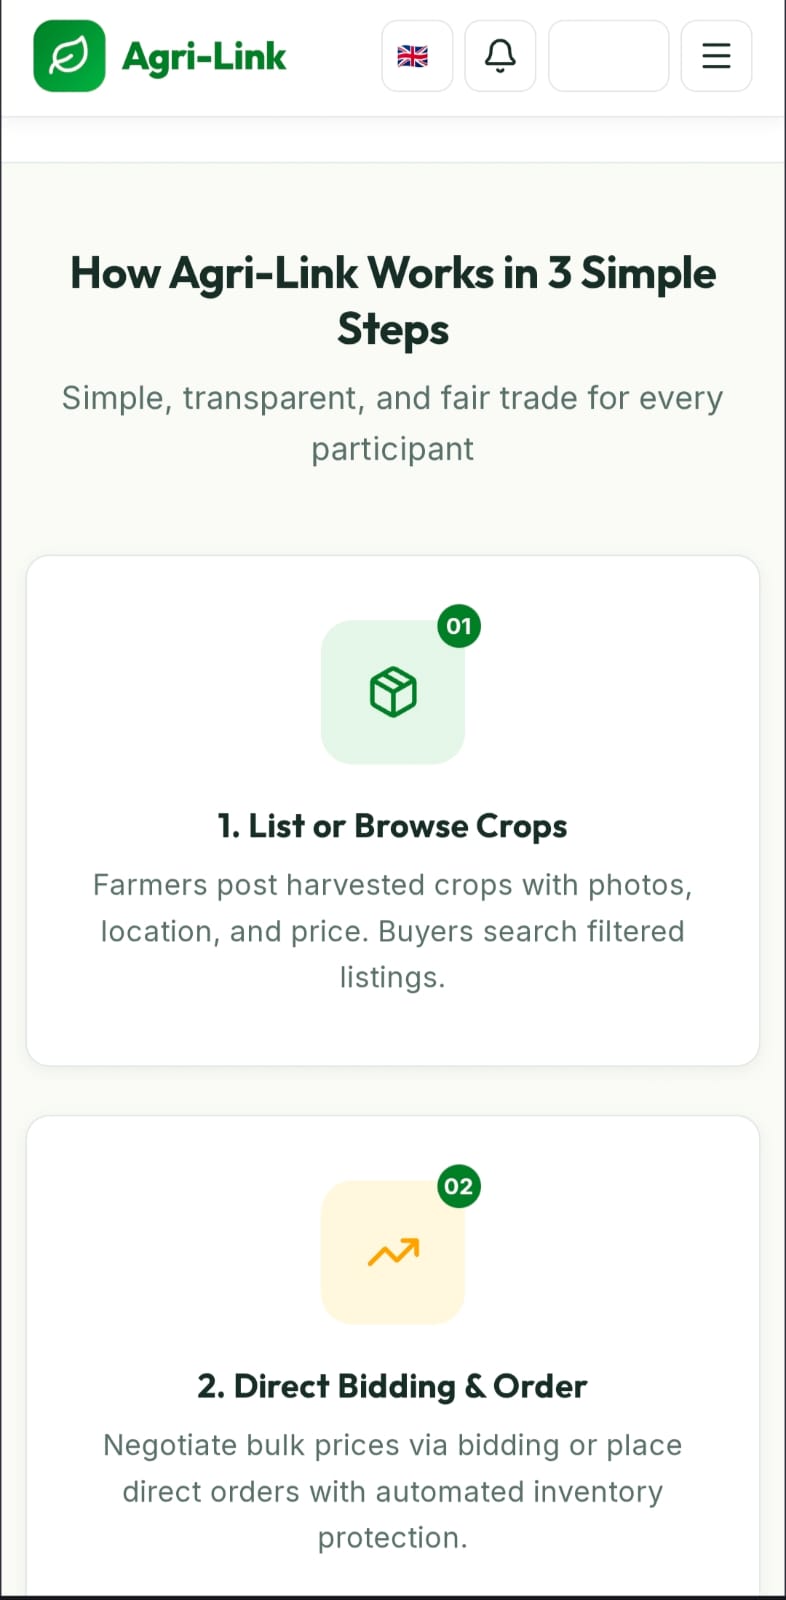 Agri-Link
How Agri-Link Works in 3 Simple
Steps
Simple, transparent, and fair trade for every
participant
01
1. List or Browse Crops
Farmers post harvested crops with photos,
location, and price. Buyers search filtered
listings.
02
2. Direct Bidding & Order
Negotiate bulk prices via bidding or place
direct orders with automated inventory
protection.